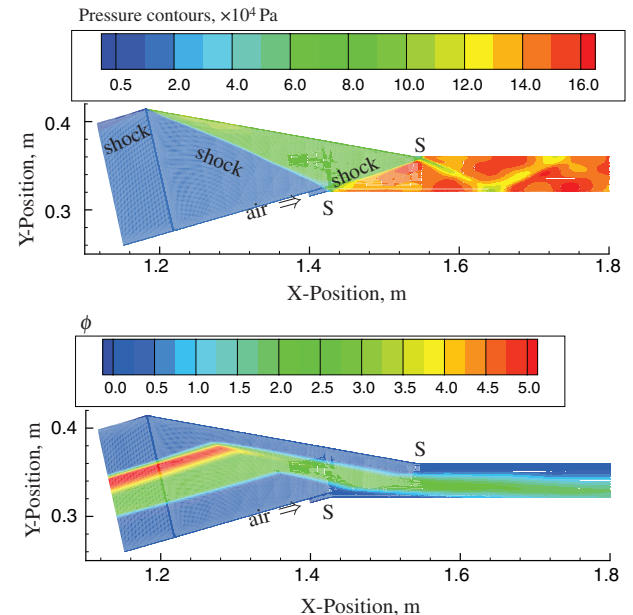 Pressure contours, ×10⁴ Pa
0.5 2.0 4.0 6.0 8.0 10.0 12.0 14.0 16.0
Y-Position, m
0.4
0.3
shock
shock
shock
S
air ⇒
S
1.2 1.4 1.6 1.8
X-Position, m
ϕ
0.0 0.5 1.0 1.5 2.0 2.5 3.0 3.5 4.0 4.5 5.0
Y-Position, m
0.4
0.3
S
air ⇒
S
1.2 1.4 1.6 1.8
X-Position, m